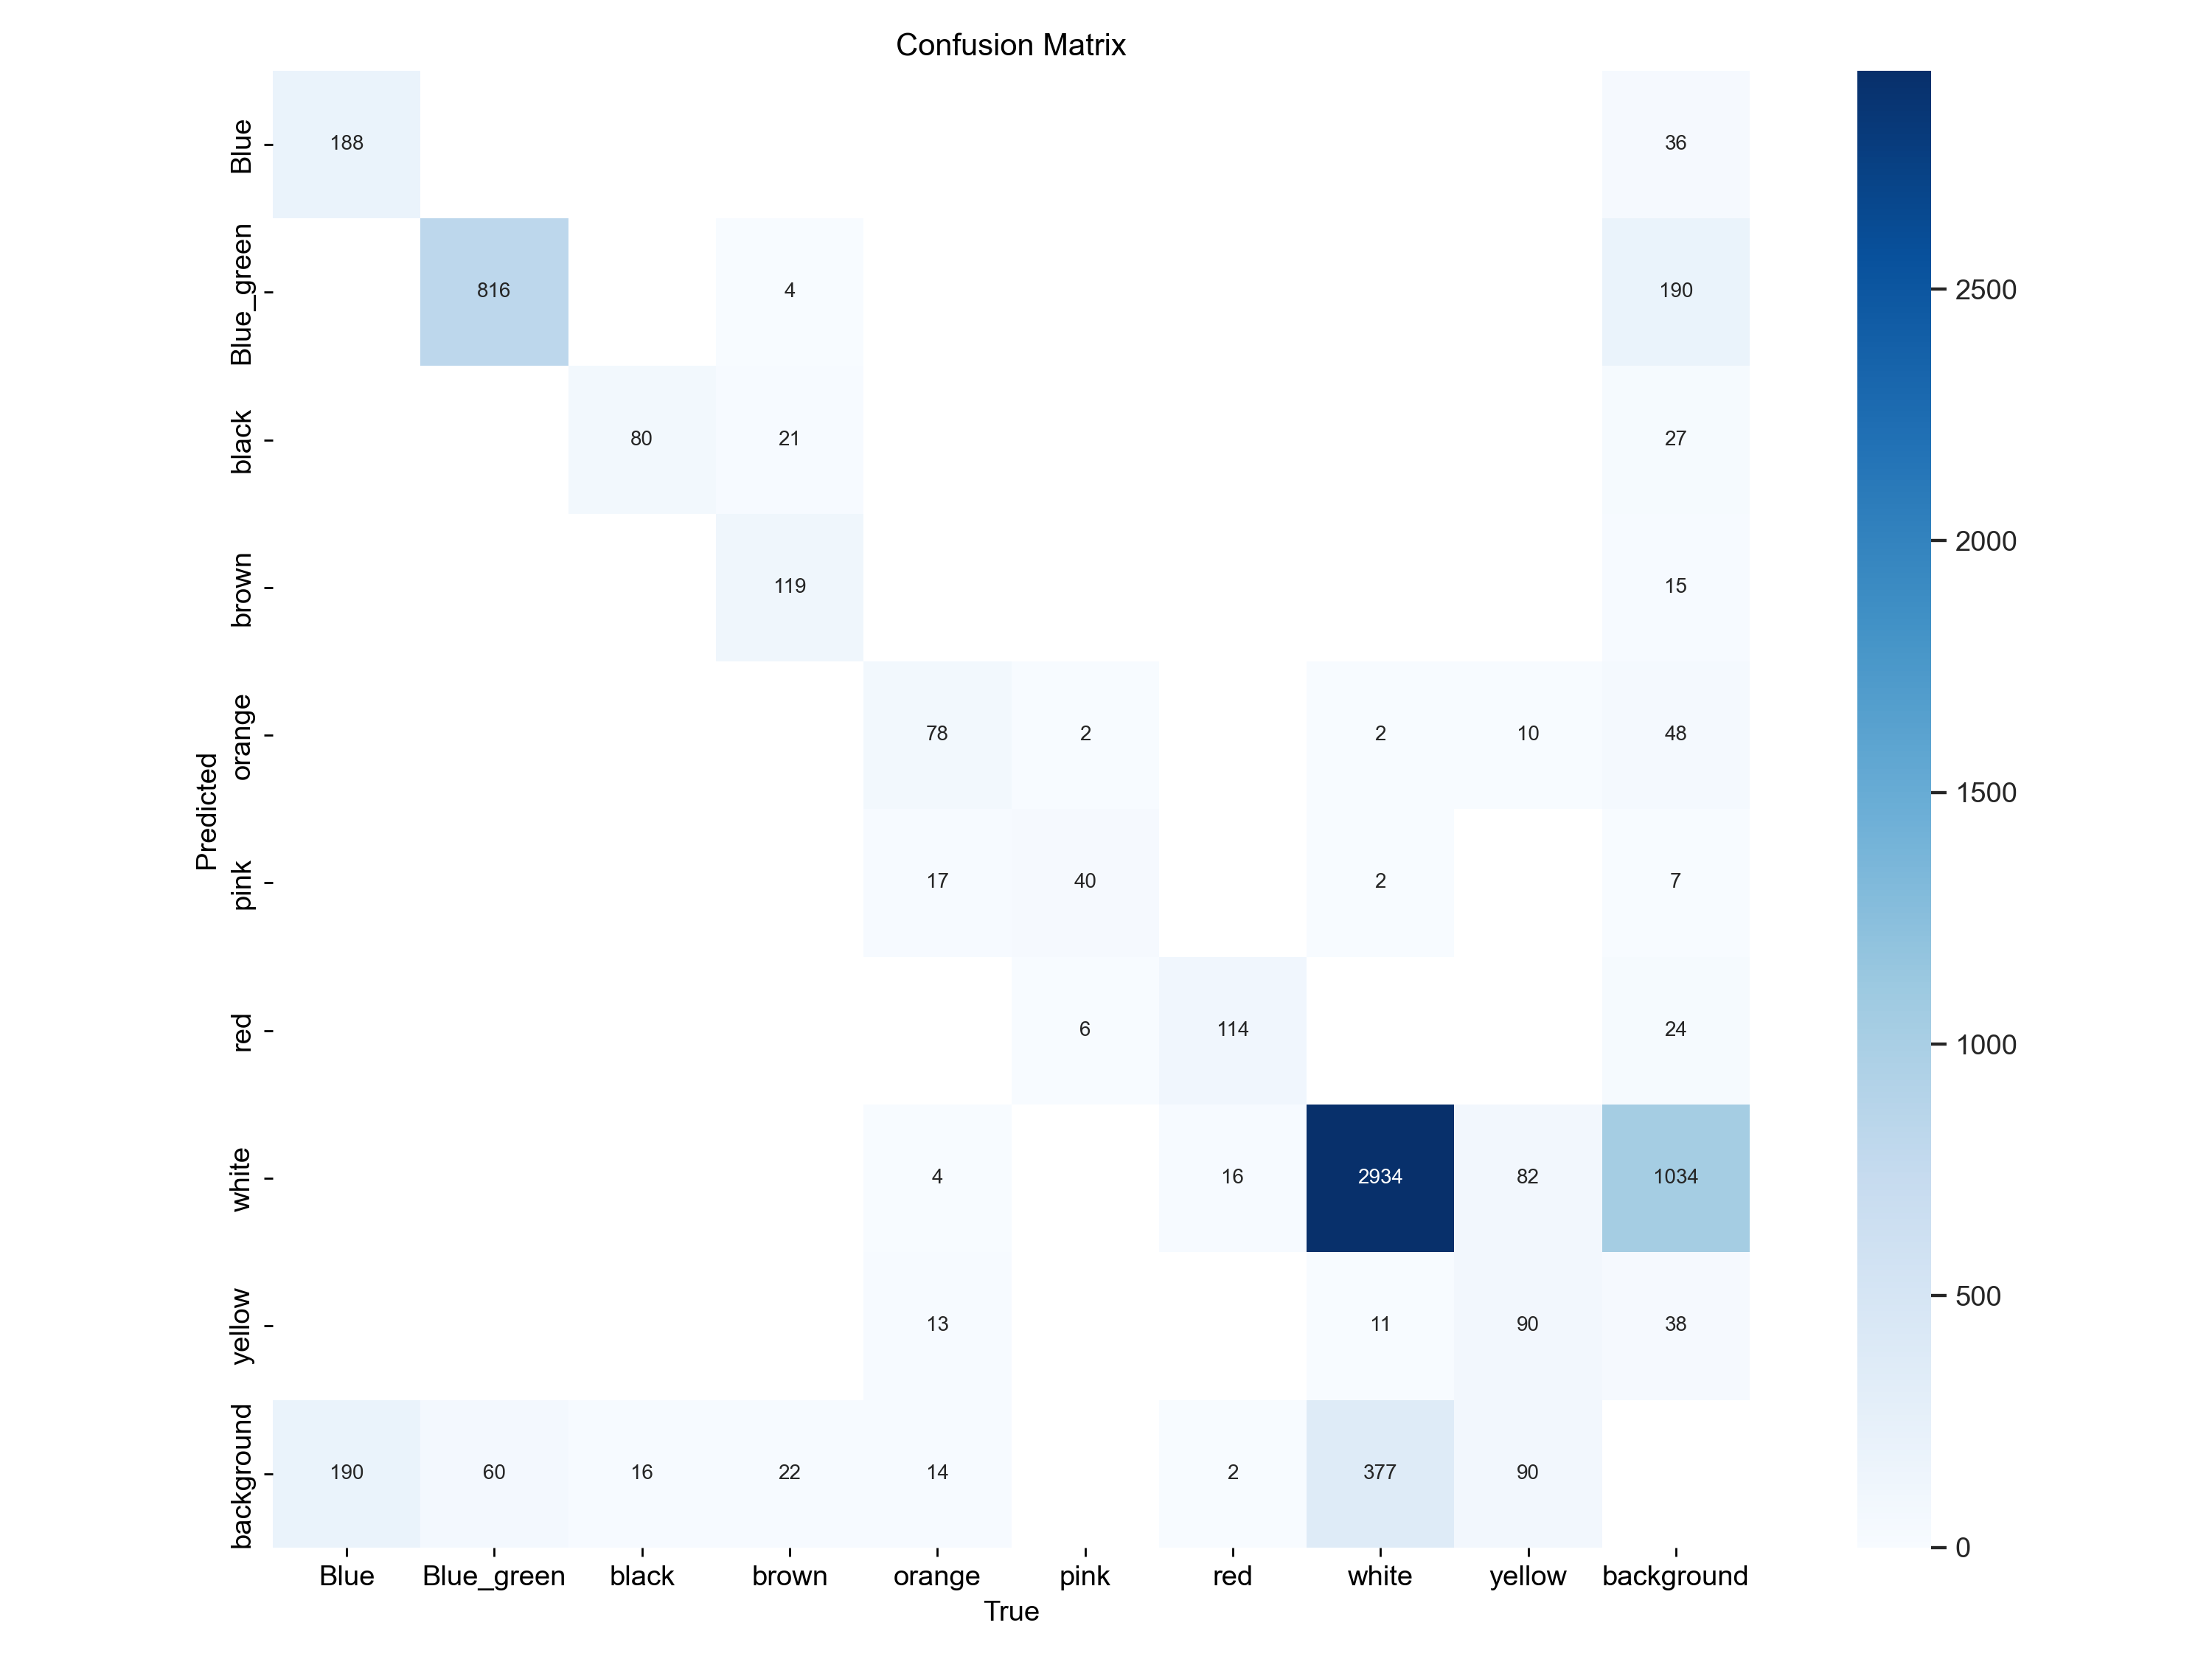 Confusion Matrix
Blue 188 36
Blue_green 816 4 190
black 80 21 27
brown 119 15
orange 78 2 2 10 48
pink 17 40 2 7
red 6 114 24
white 4 16 2934 82 1034
yellow 13 11 90 38
background 190 60 16 22 14 2 377 90
Blue Blue_green black brown orange pink red white yellow background
True
Predicted
2500
2000
1500
1000
500
0